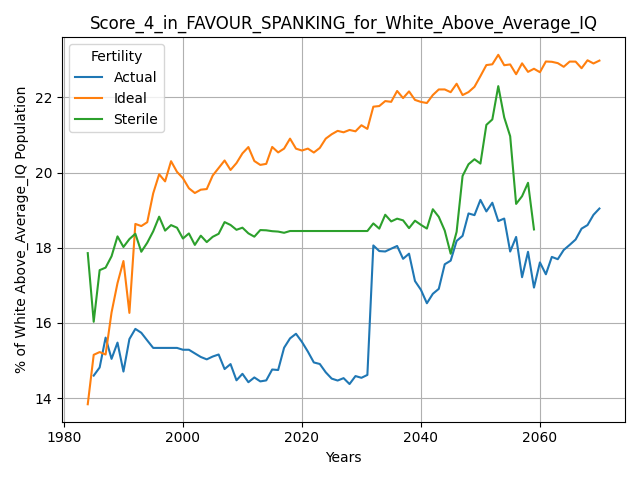 Score_4_in_FAVOUR_SPANKING_for_White_Above_Average_IQ
Fertility
Actual
Ideal
Sterile
% of White Above_Average_IQ Population
22
20
18
16
14
1980
2000
2020
2040
2060
Years